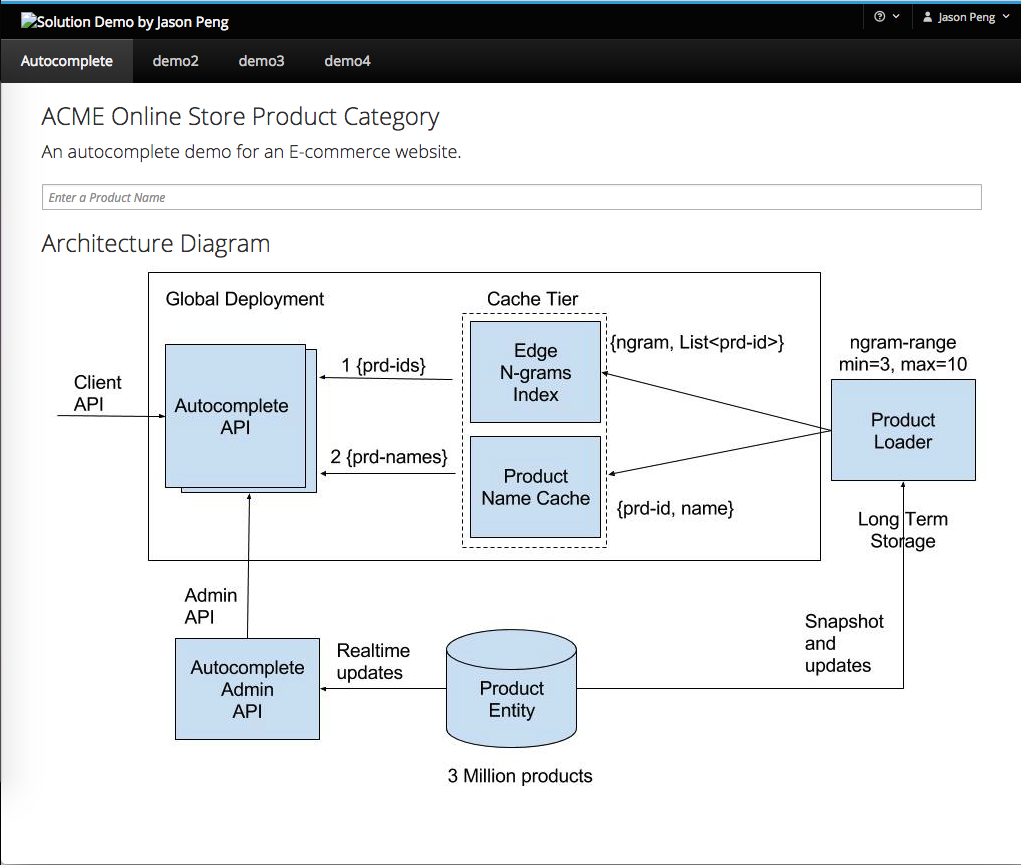 Solution Demo by Jason Peng
Jason Peng
Autocomplete
demo2
demo3
demo4
ACME Online Store Product Category
An autocomplete demo for an E-commerce website.
Enter a Product Name
Architecture Diagram
Global Deployment
Cache Tier
Client
API
Autocomplete
API
1 {prd-ids}
2 {prd-names}
Edge
N-grams
Index
{ngram, List<prd-id>}
Product
Name Cache
{prd-id, name}
ngram-range
min=3, max=10
Product
Loader
Long Term
Storage
Admin
API
Autocomplete
Admin
API
Realtime
updates
Product
Entity
Snapshot
and
updates
3 Million products